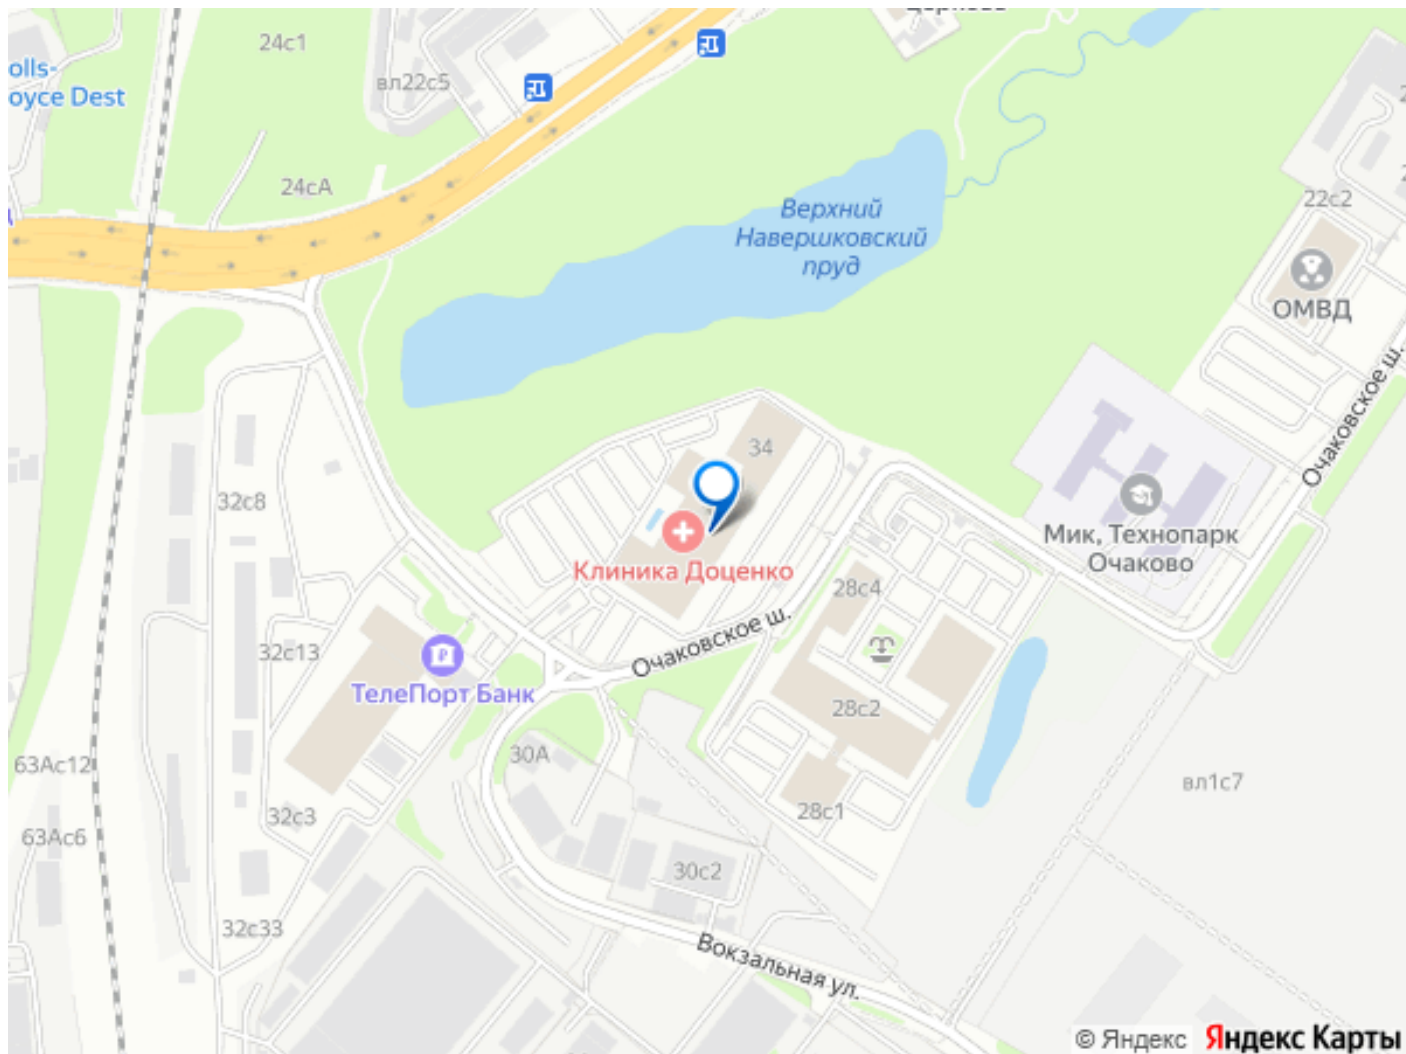 24с1
вл22с5
olls-
oyce Dest
24сА
Верхний
Навершковский
пруд
22с2
ОМВД
Очаковское ш.
34
32с8
Мик, Технопарк
Очаково
Клиника Доценко
28с4
Очаковское ш.
32с13
ТелеПорт Банк
28с2
30А
63Ас12
вл1с7
28с1
32с3
63Ас6
30с2
32с33
Вокзальная ул.
© Яндекс Яндекс Карты